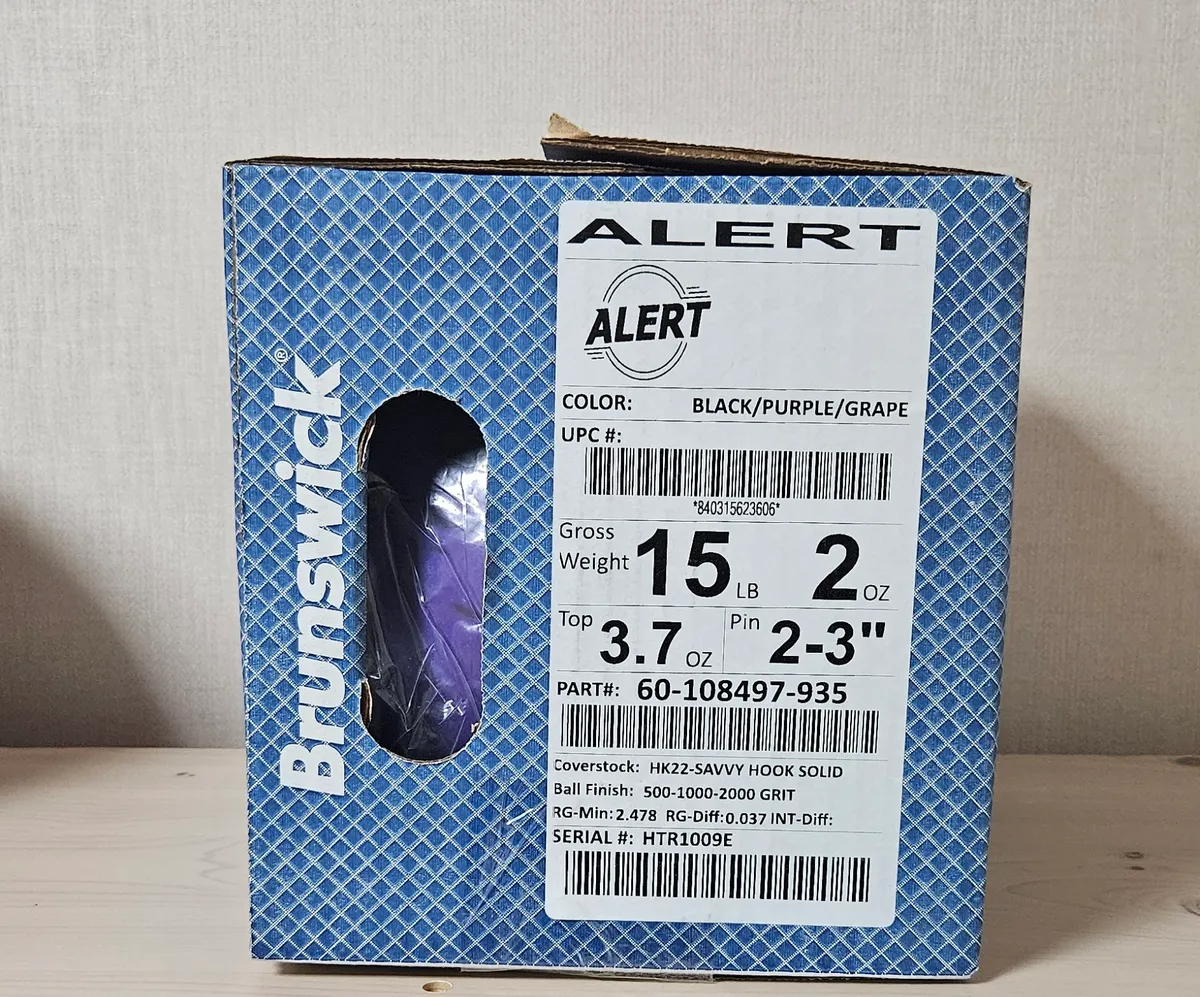 Brunswick®
ALERT
ALERT
COLOR: BLACK/PURPLE/GRAPE
UPC #:
*840315623606*
Gross Weight 15 LB 2 OZ
Top 3.7 OZ Pin 2-3"
PART#: 60-108497-935
Coverstock: HK22-SAVVY HOOK SOLID
Ball Finish: 500-1000-2000 GRIT
RG-Min: 2.478 RG-Diff: 0.037 INT-Diff:
SERIAL #: HTR1009E